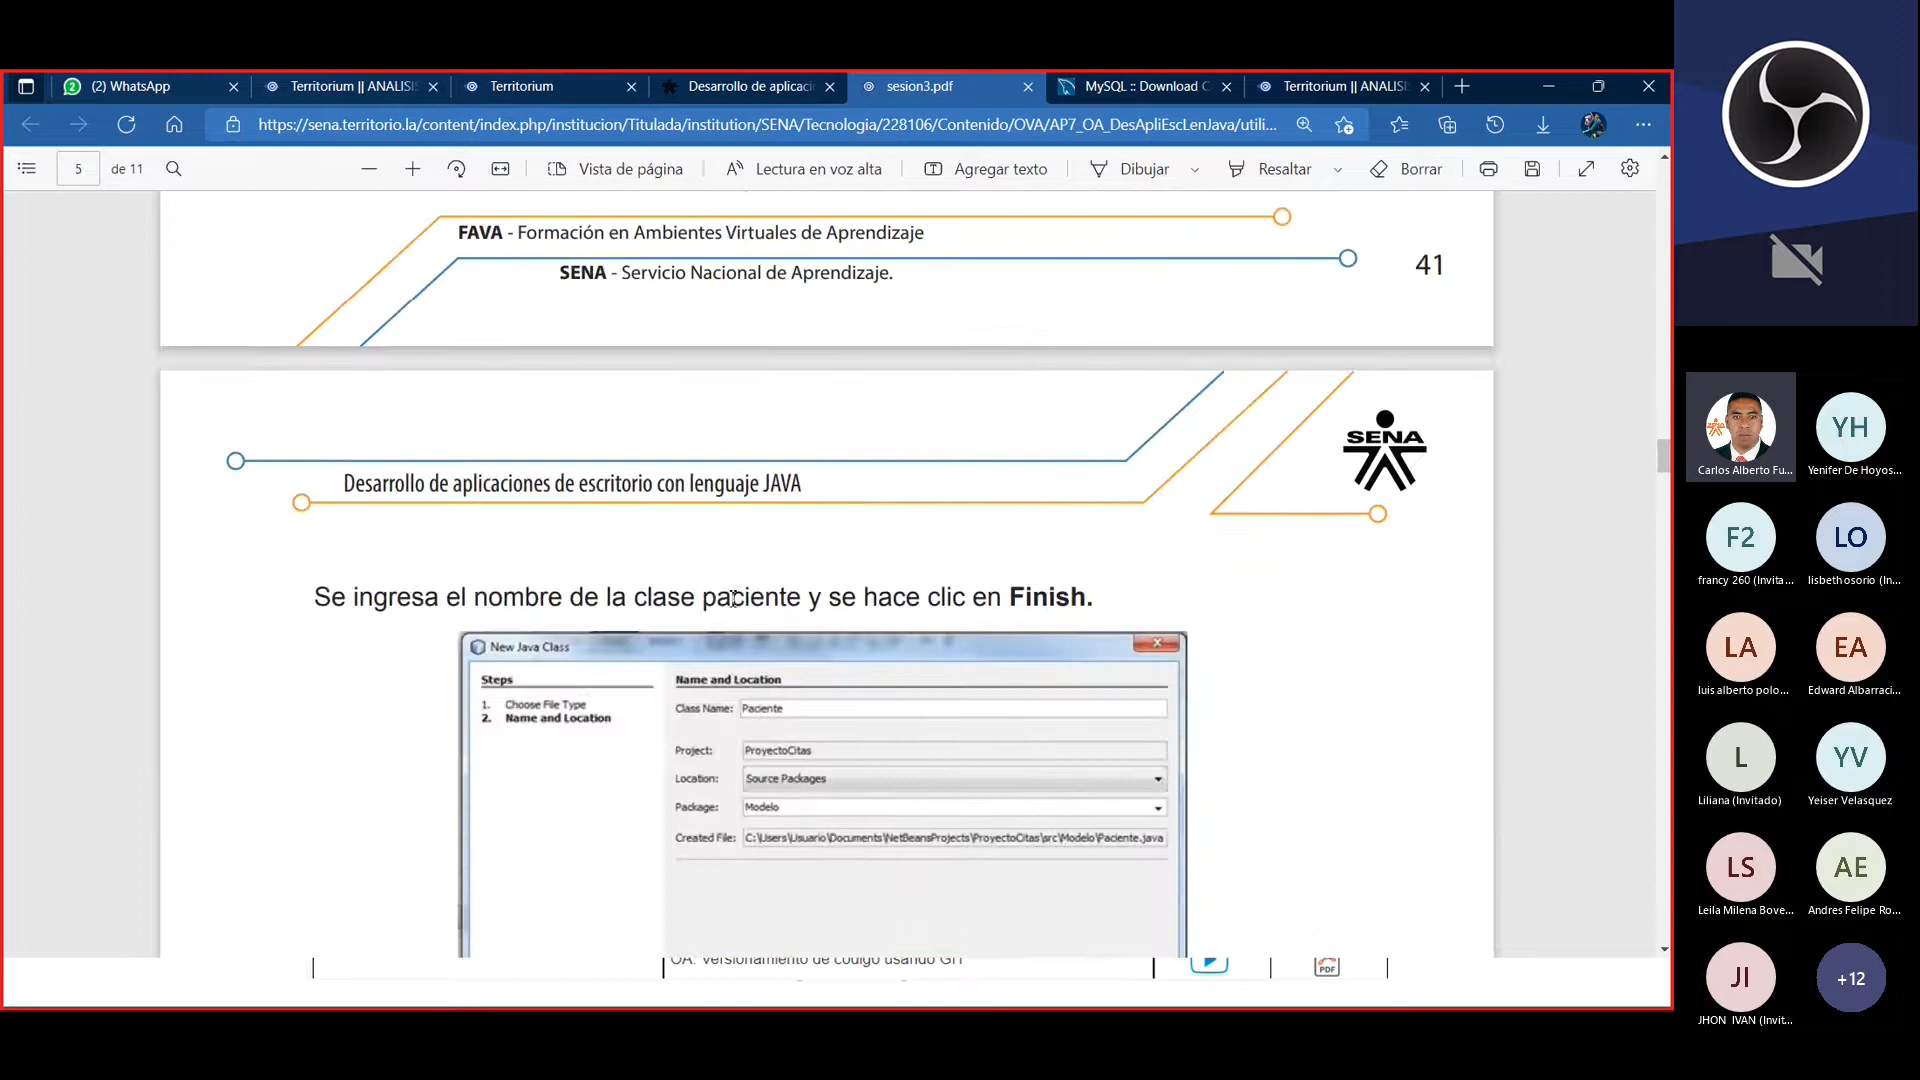 (2) WhatsApp
Territorium || ANALISI
Territorium
Desarrollo de aplicaci
sesion3.pdf
MySQL :: Download C
Territorium || ANALISI
https://sena.territorio.la/content/index.php/institucion/Titulada/institution/SENA/Tecnologia/228106/Contenido/OVA/AP7_OA_DesApliEscLenJava/utili...
5 de 11
Vista de página
Lectura en voz alta
Agregar texto
Dibujar
Resaltar
Borrar
FAVA - Formación en Ambientes Virtuales de Aprendizaje
SENA - Servicio Nacional de Aprendizaje.
41
SENA
Desarrollo de aplicaciones de escritorio con lenguaje JAVA
Se ingresa el nombre de la clase paciente y se hace clic en Finish.
New Java Class
Steps
1. Choose File Type
2. Name and Location
Name and Location
Class Name: Paciente
Project: ProyectoCitas
Location: Source Packages
Package: Modelo
Created File: C:\Users\Usuario\Documents\NetBeansProjects\ProyectoCitas\src\Modelo\Paciente.java
OA. Versionamiento de código usando GIT
PDF
Carlos Alberto Fu...
YH
Yenifer De Hoyos...
F2
francy 260 (Invita...
LO
lisbeth osorio (In...
LA
luis alberto polo...
EA
Edward Albarraci...
L
Liliana (Invitado)
YV
Yeiser Velasquez
LS
Leila Milena Bove...
AE
Andres Felipe Ro...
JI
JHON IVAN (Invit...
+12